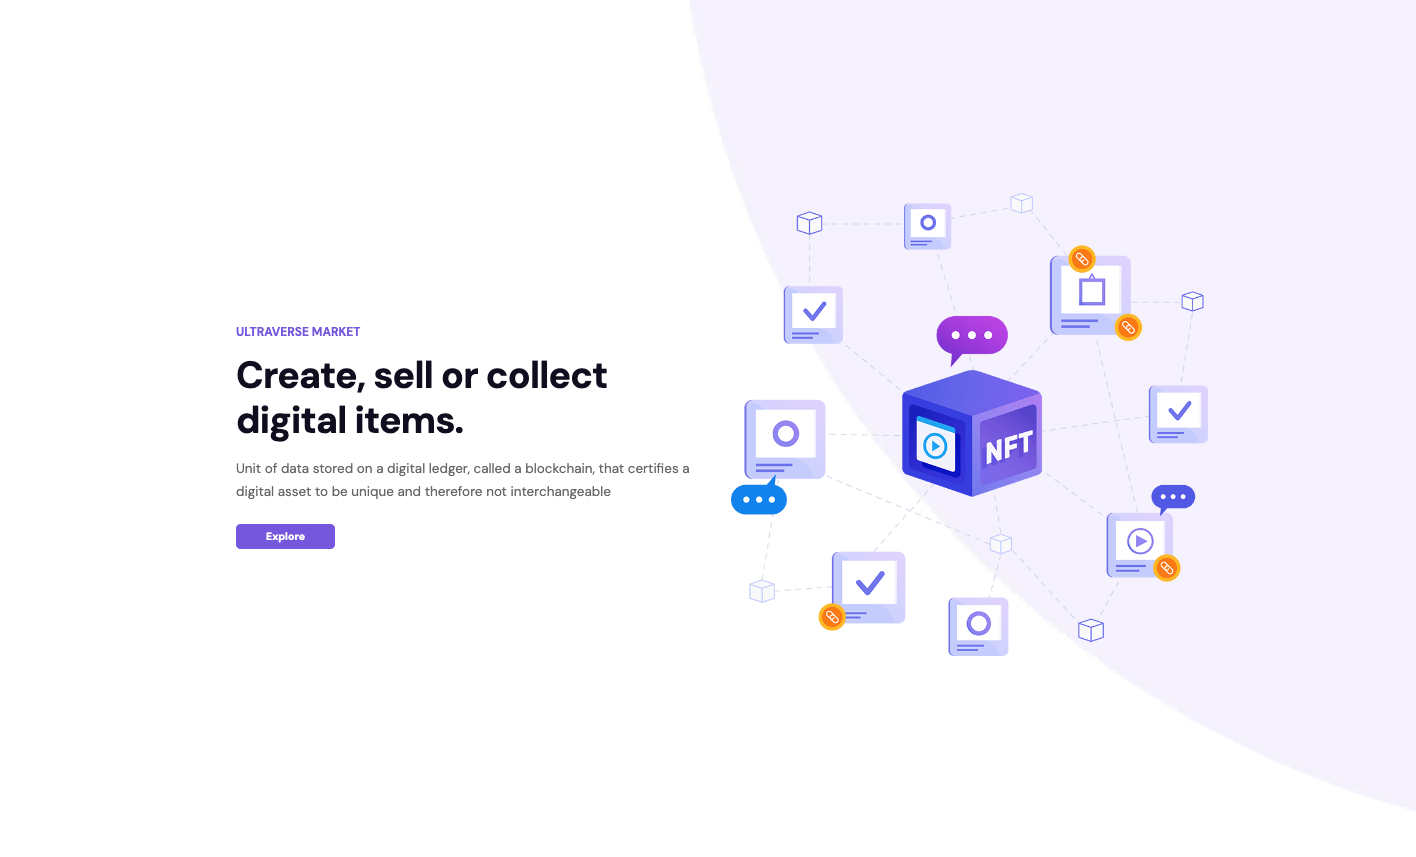 ULTRAVERSE MARKET
Create, sell or collect
digital items.
Unit of data stored on a digital ledger, called a blockchain, that certifies a
digital asset to be unique and therefore not interchangeable
Explore
NFT